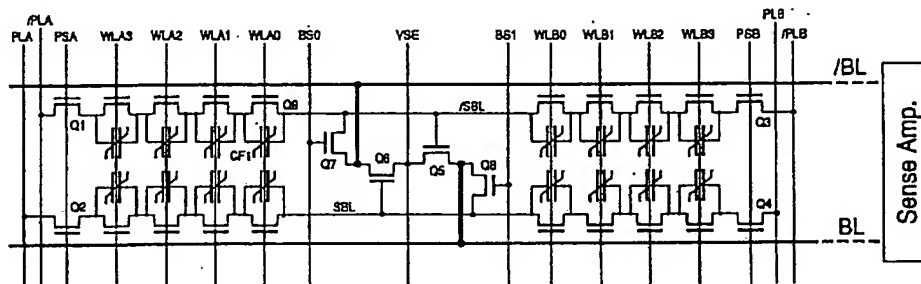 /PLA
PLB
PLA PSA WLA3 WLA2 WLA1 WLA0 BS0 VSE BS1 WLB0 WLB1 WLB2 WLB3 PSB /PLB
/BL
Q9
/SBL
Q1
Q3
CF1
Q7
Q6
Q5
Q8
Q2
SBL
Q4
BL
Sense Amp.